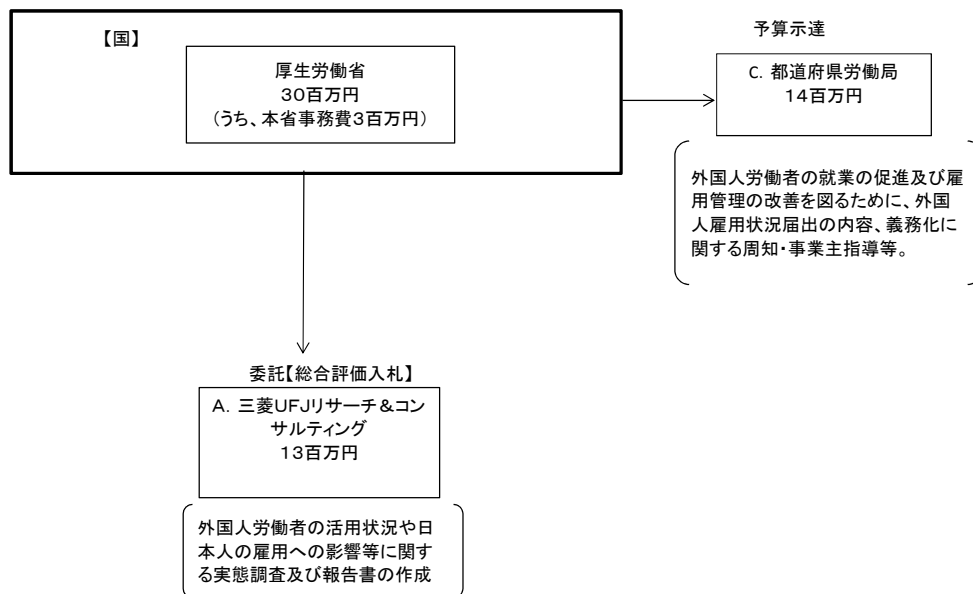 【国】
厚生労働省
30百万円
(うち、本省事務費3百万円)
予算示達
C. 都道府県労働局
14百万円
外国人労働者の就業の促進及び雇
用管理の改善を図るために、外国
人雇用状況届出の内容、義務化に
関する周知・事業主指導等。
委託【総合評価入札】
A. 三菱UFJリサーチ&コン
サルティング
13百万円
外国人労働者の活用状況や日
本人の雇用への影響等に関す
る実態調査及び報告書の作成